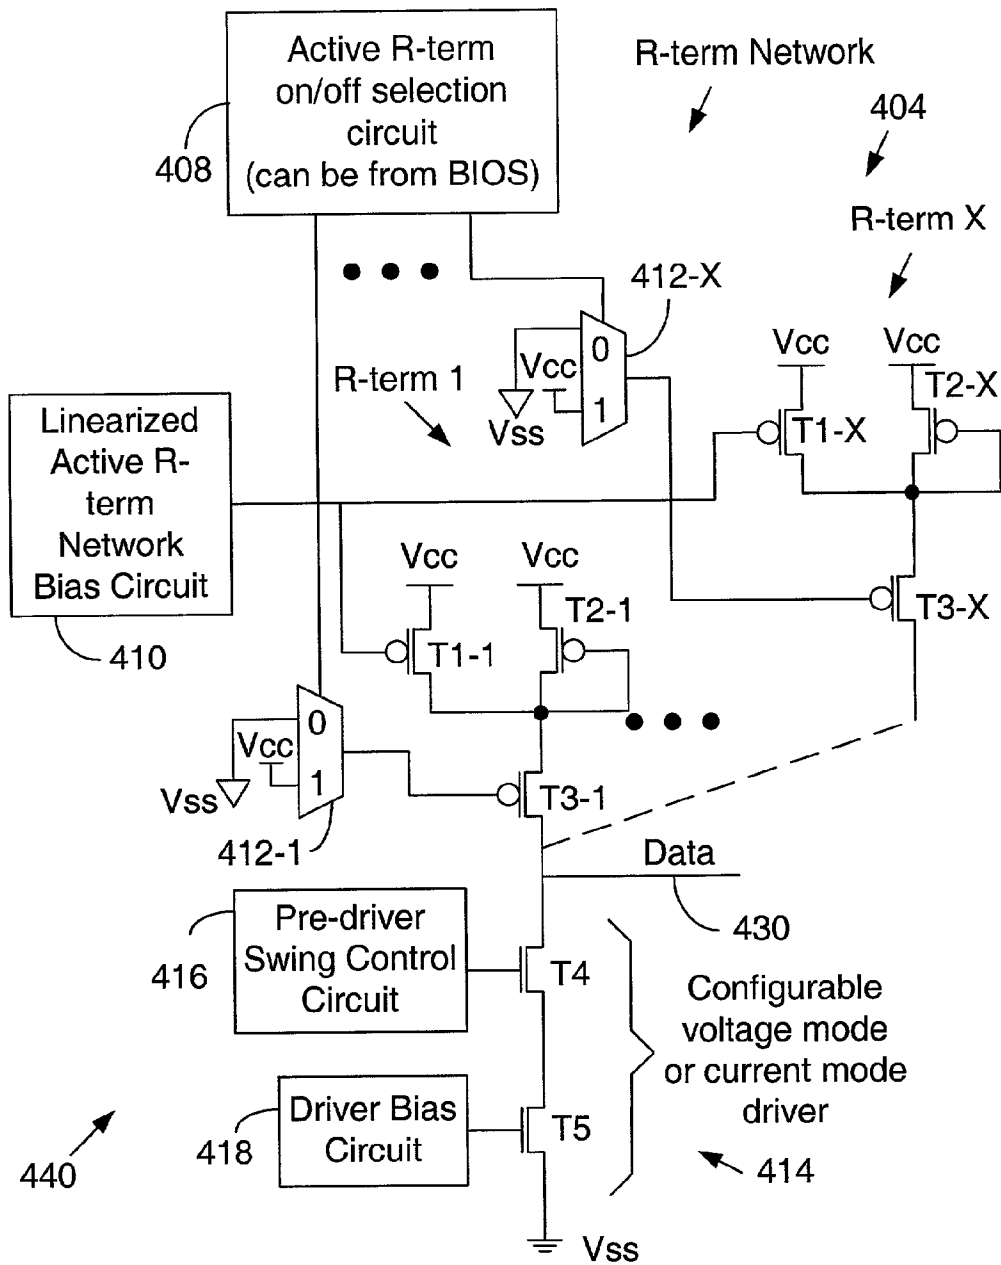 Active R-term
on/off selection
circuit
(can be from BIOS)
408
R-term Network
404
R-term X
412-X
0
Vcc
1
Vss
R-term 1
Vcc
Vcc
T2-X
T1-X
Linearized
Active R-
term
Network
Bias Circuit
410
Vcc
Vcc
T2-1
T1-1
T3-X
0
Vcc
1
Vss
412-1
T3-1
Data
430
Pre-driver
Swing Control
Circuit
416
T4
Configurable
voltage mode
or current mode
driver
414
Driver Bias
Circuit
418
T5
440
Vss